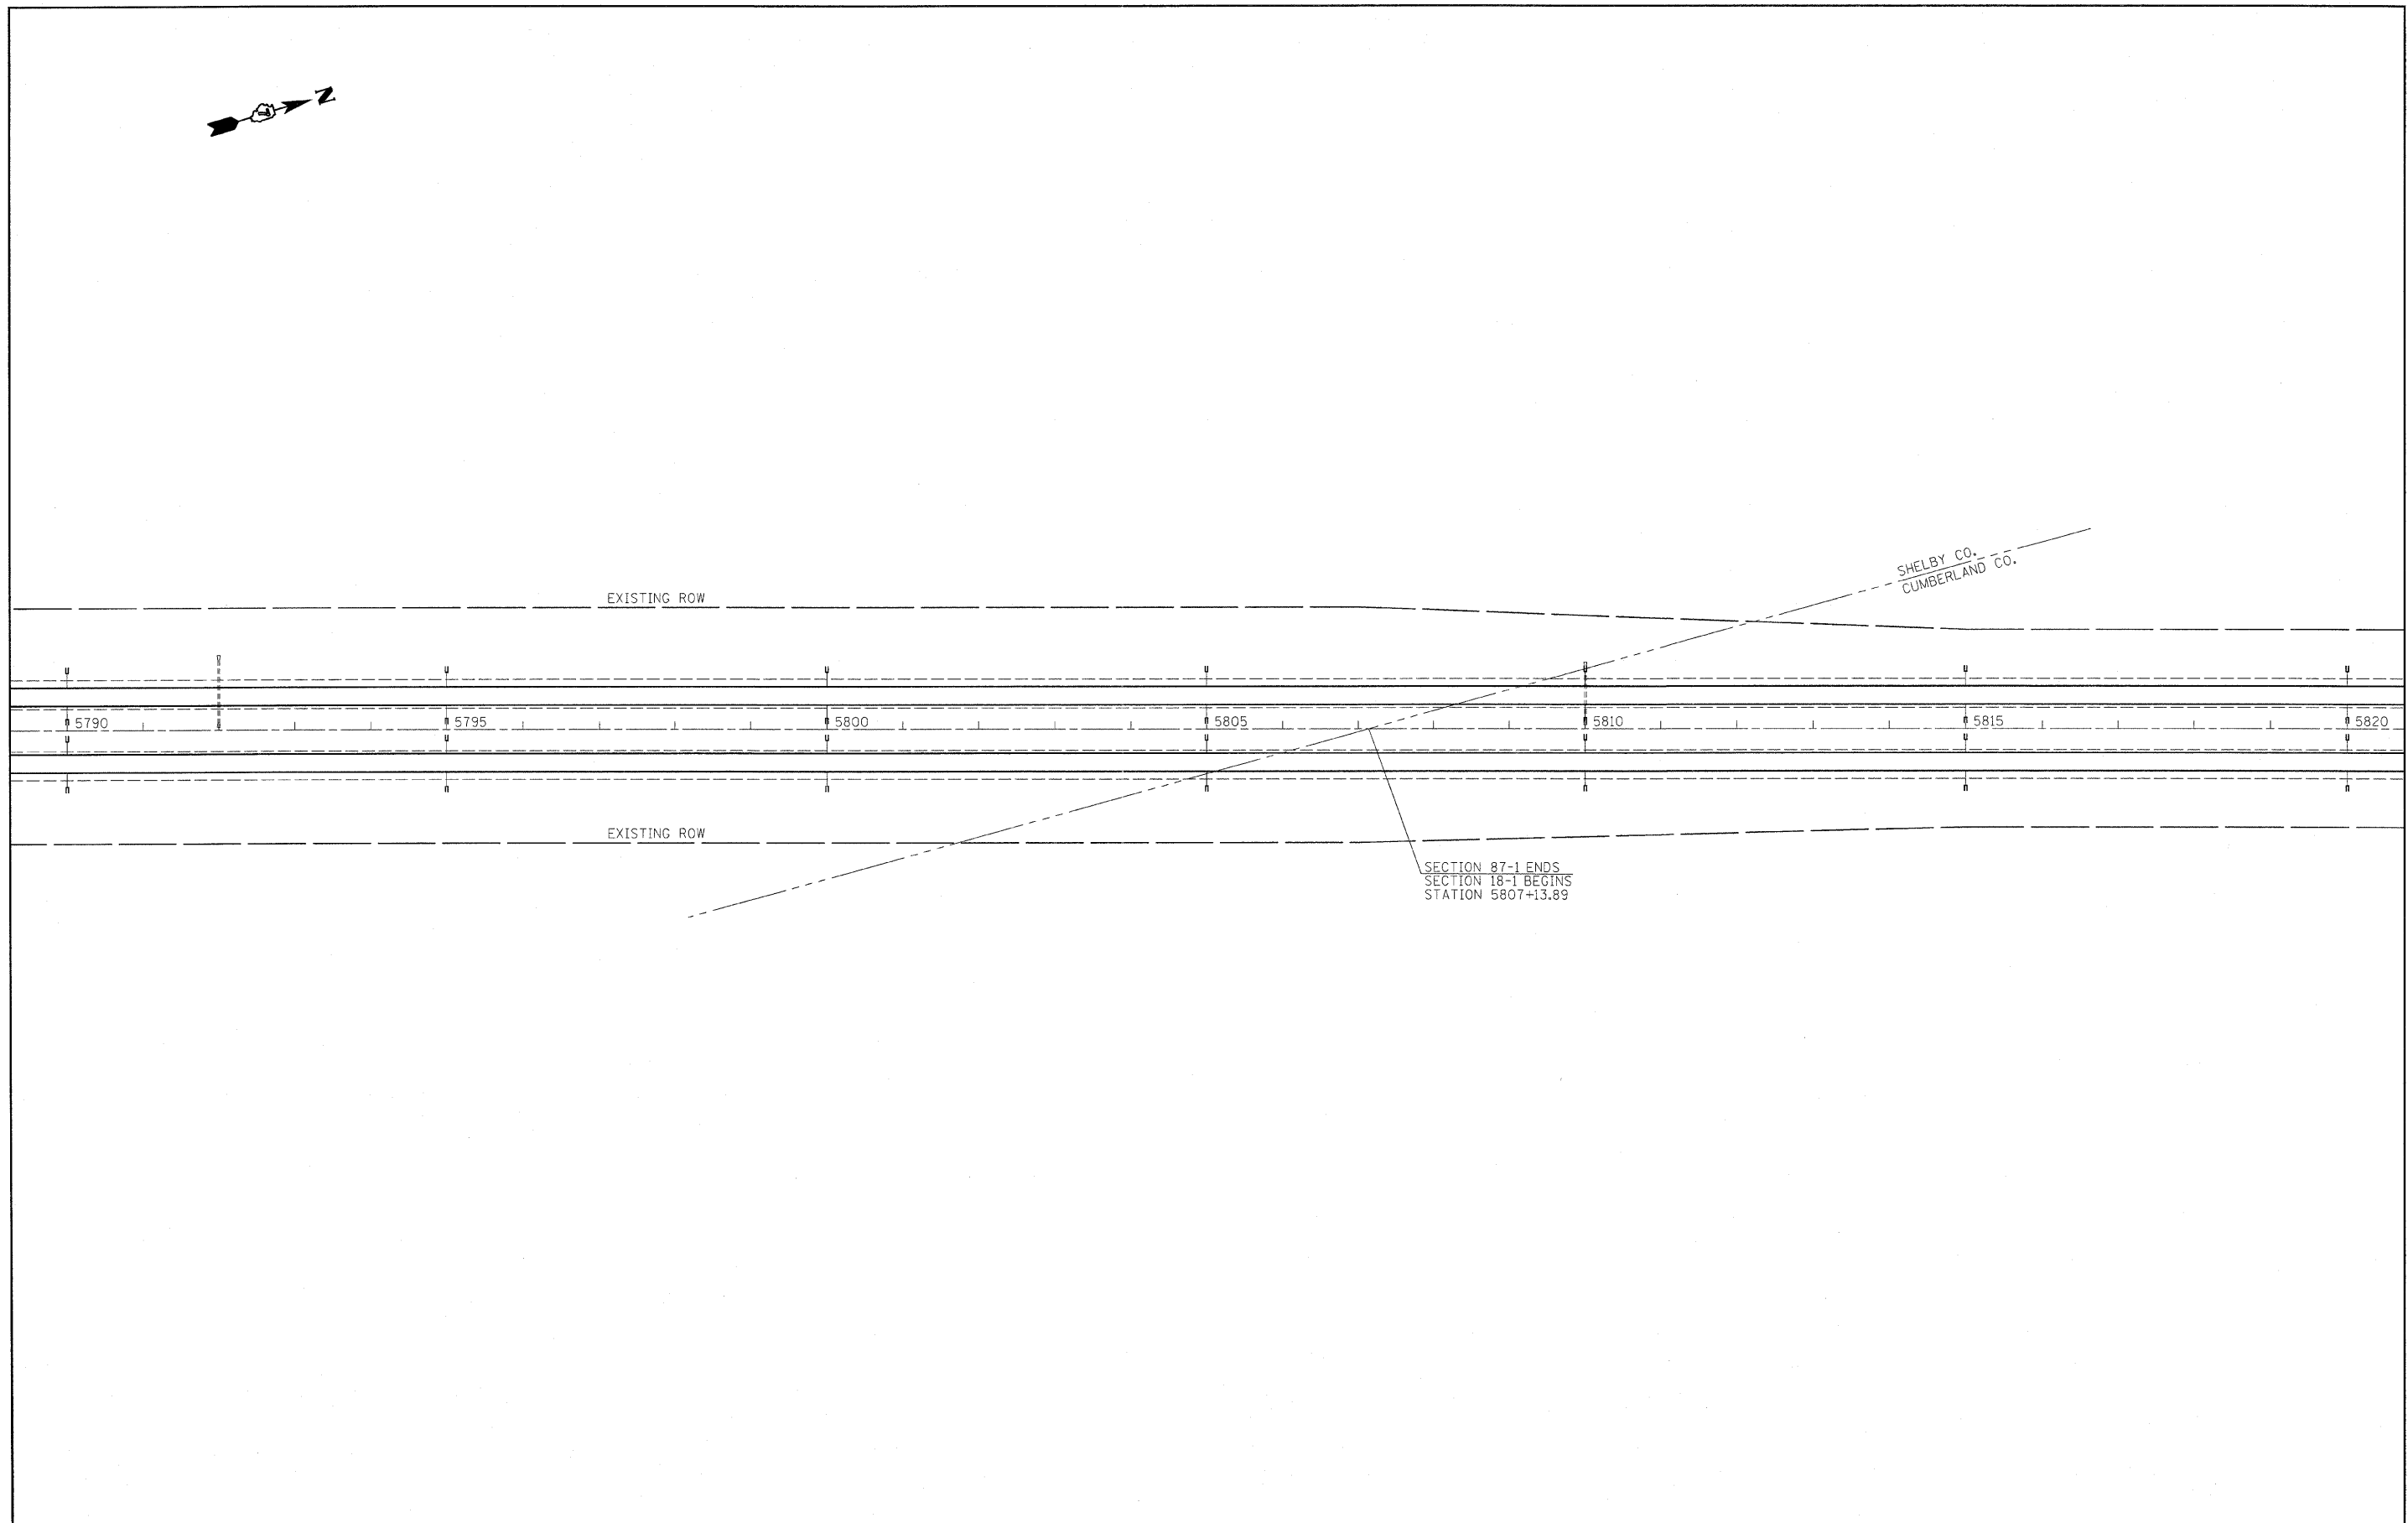 N
SHELBY CO.
CUMBERLAND CO.
EXISTING ROW
5790
5795
5800
5805
5810
5815
5820
EXISTING ROW
SECTION 87-1 ENDS
SECTION 18-1 BEGINS
STATION 5807+13.89